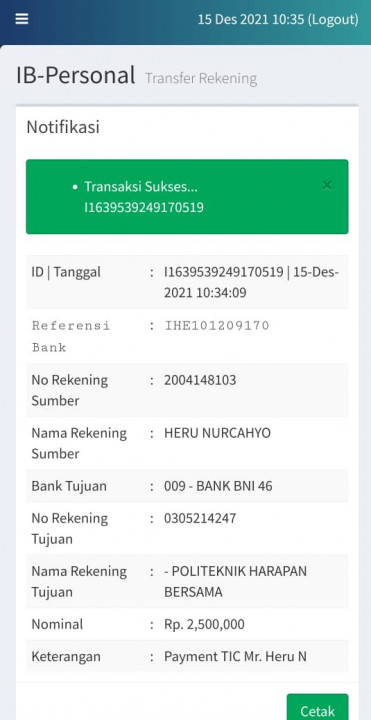 15 Des 2021 10:35 (Logout)
IB-Personal Transfer Rekening
Notifikasi
• Transaksi Sukses... ×
I1639539249170519
ID | Tanggal : I1639539249170519 | 15-Des-
2021 10:34:09
Referensi : IHE101209170
Bank
No Rekening : 2004148103
Sumber
Nama Rekening : HERU NURCAHYO
Sumber
Bank Tujuan : 009 - BANK BNI 46
No Rekening : 0305214247
Tujuan
Nama Rekening : - POLITEKNIK HARAPAN
Tujuan BERSAMA
Nominal : Rp. 2,500,000
Keterangan : Payment TIC Mr. Heru N
Cetak